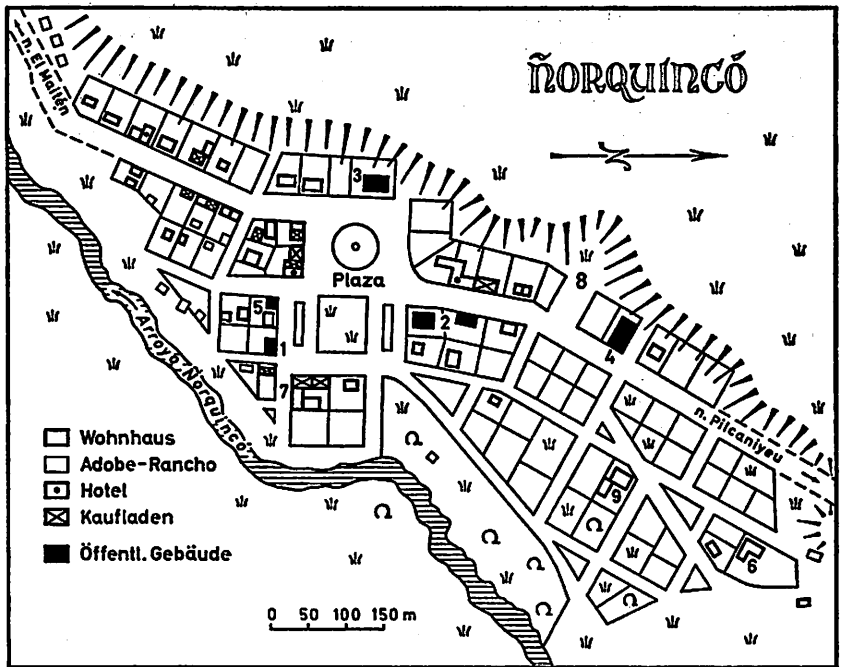 ÑORQUINCÓ
n. El Maitén
3
Plaza
8
5
2
1
4
Arroyo Ñorquincó
7
n. Pilcaniyeu
9
6
Wohnhaus
Adobe-Rancho
Hotel
Kaufladen
Öffentl. Gebäude
0 50 100 150 m